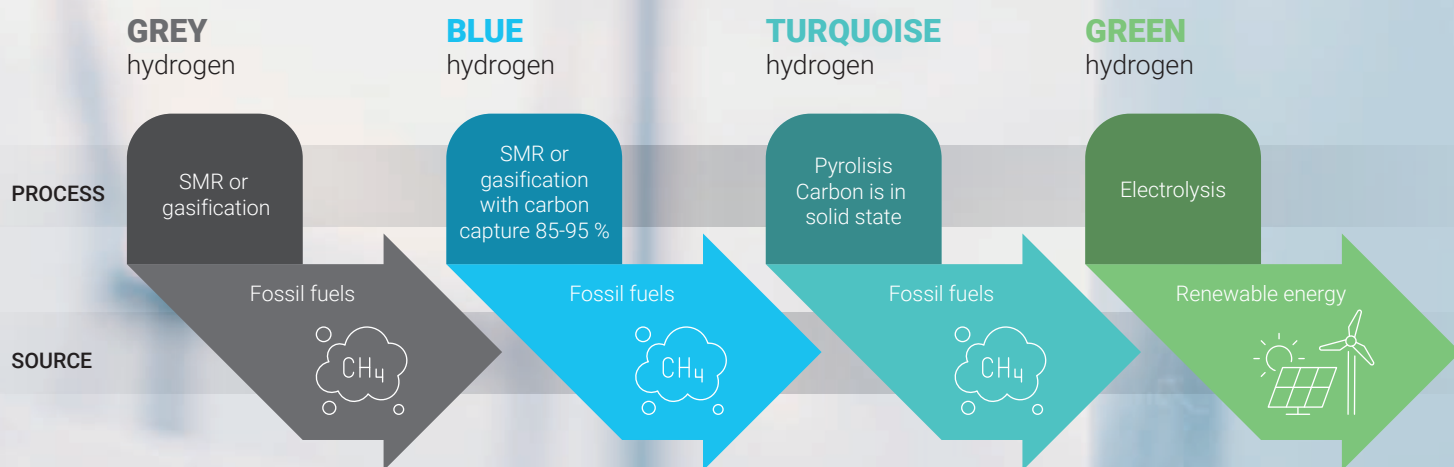 GREY
hydrogen
BLUE
hydrogen
TURQUOISE
hydrogen
GREEN
hydrogen
PROCESS
SMR or
gasification
SMR or
gasification
with carbon
capture 85-95 %
Pyrolisis
Carbon is in
solid state
Electrolysis
SOURCE
Fossil fuels
CH4
Fossil fuels
CH4
Fossil fuels
CH4
Renewable energy